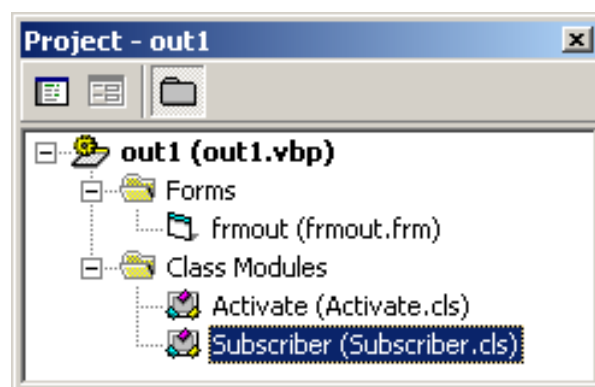 Project - out1
out1 (out1.vbp)
Forms
frmout (frmout.frm)
Class Modules
Activate (Activate.cls)
Subscriber (Subscriber.cls)